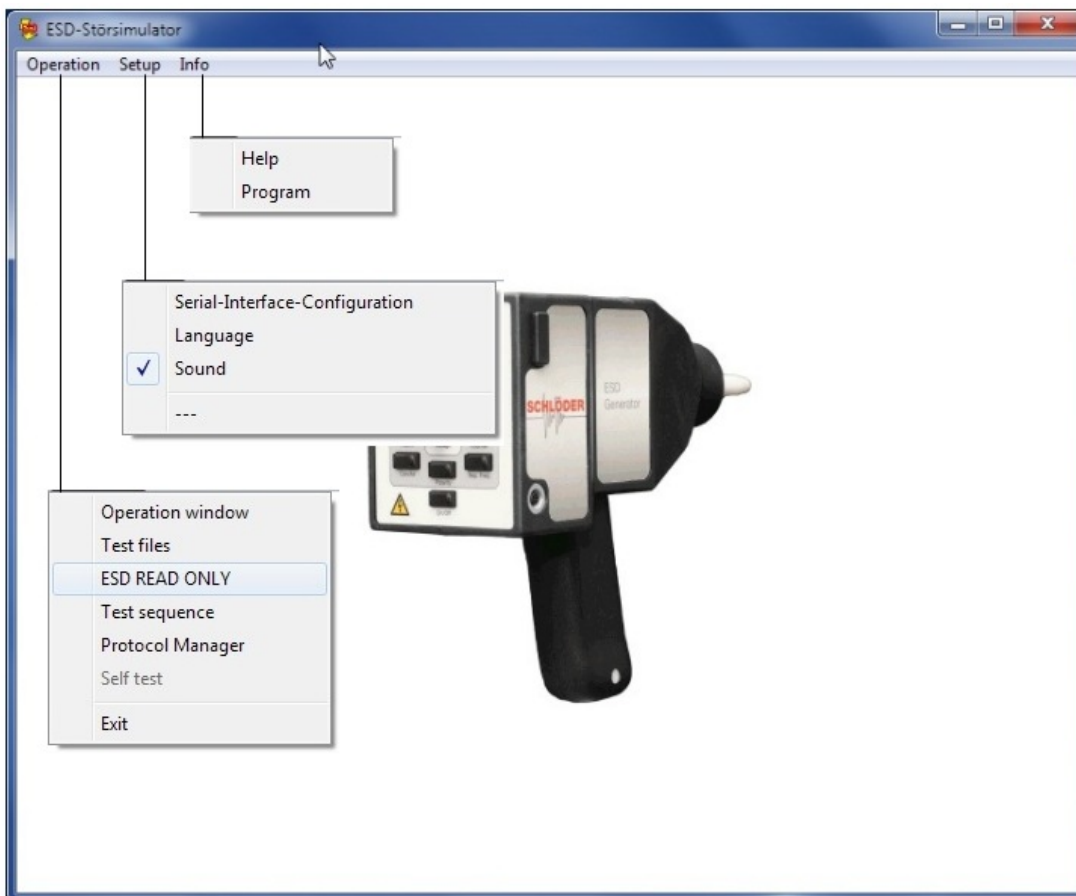 ESD-Störsimulator
Operation Setup Info
Help
Program
Serial-Interface-Configuration
Language
Sound
---
SCHLÖDER
ESD
Generator
Operation window
Test files
ESD READ ONLY
Test sequence
Protocol Manager
Self test
Exit